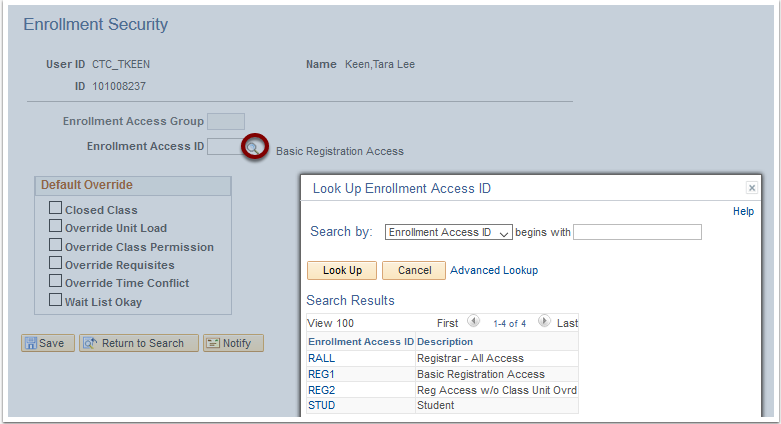 Enrollment Security
User ID CTC_TKEEN Name Keen,Tara Lee
ID 101008237
Enrollment Access Group
Enrollment Access ID Basic Registration Access
Default Override
Closed Class
Override Unit Load
Override Class Permission
Override Requisites
Override Time Conflict
Wait List Okay
Save Return to Search Notify
Look Up Enrollment Access ID
Help
Search by: Enrollment Access ID begins with
Look Up Cancel Advanced Lookup
Search Results
View 100 First 1-4 of 4 Last
Enrollment Access ID Description
RALL Registrar - All Access
REG1 Basic Registration Access
REG2 Reg Access w/o Class Unit Ovrd
STUD Student